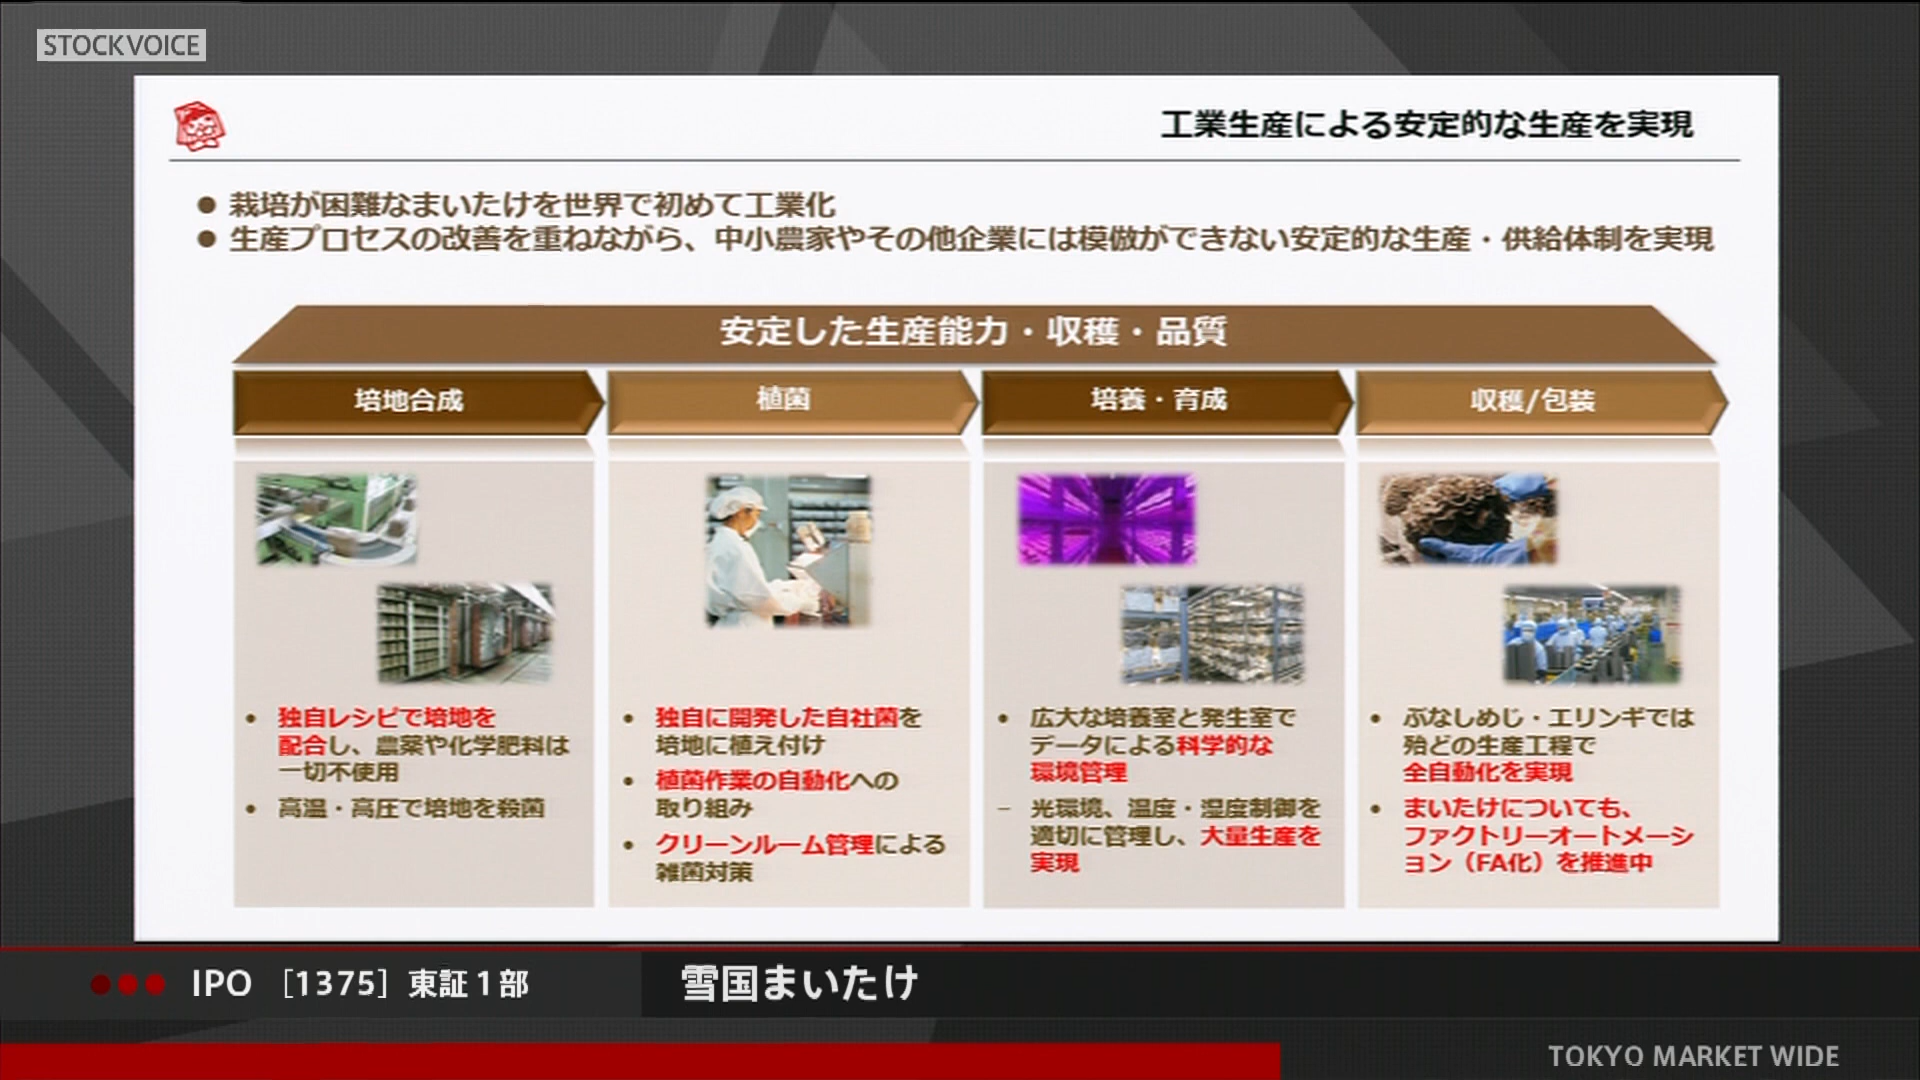 STOCKVOICE
工業生産による安定的な生産を実現
● 栽培が困難なまいたけを世界で初めて工業化
● 生産プロセスの改善を重ねながら、中小農家やその他企業には模倣ができない安定的な生産・供給体制を実現
安定した生産能力・収穫・品質
培地合成
植菌
培養・育成
収穫/包装
• 独自レシピで培地を
配合し、農薬や化学肥料は
一切不使用
• 高温・高圧で培地を殺菌
• 独自に開発した自社菌を
培地に植え付け
• 植菌作業の自動化への
取り組み
• クリーンルーム管理による
雑菌対策
• 広大な培養室と発生室で
データによる科学的な
環境管理
– 光環境、温度・湿度制御を
適切に管理し、大量生産を
実現
• ぶなしめじ・エリンギでは
殆どの生産工程で
全自動化を実現
• まいたけについても、
ファクトリーオートメーシ
ョン（FA化）を推進中
IPO [1375] 東証１部
雪国まいたけ
TOKYO MARKET WIDE